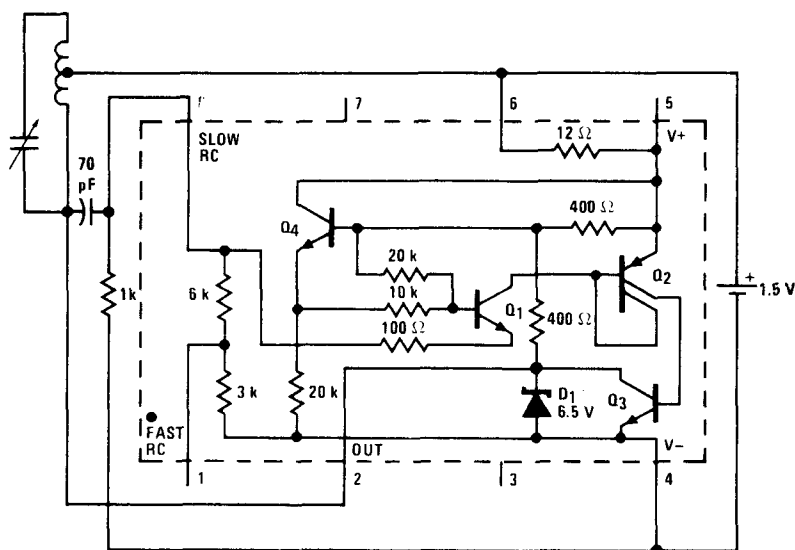 7
6
5
SLOW
RC
12 Ω
V+
70
pF
400 Ω
Q4
20 k
Q2
1k
6 k
10 k
Q1
+
1.5 V
100 Ω
400 Ω
3 k
20 k
D1
6.5 V
Q3
FAST
RC
OUT
V−
1
2
3
4